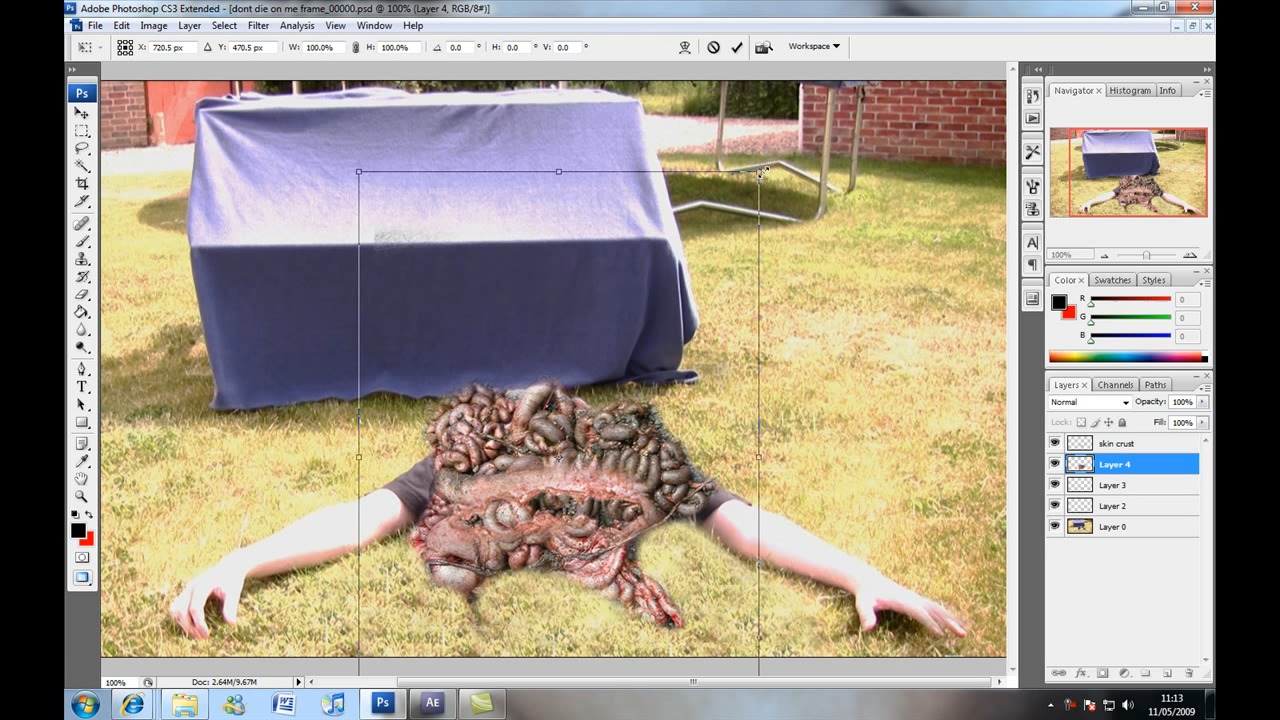 Adobe Photoshop CS3 Extended - [dont die on me frame_00000.psd @ 100% (Layer 4, RGB/8#)]
File Edit Image Layer Select Filter Analysis View Window Help
X: 720.5 px Y: 470.5 px W: 100.0% H: 100.0% 0.0 ° H: 0.0 ° V: 0.0 ° Workspace
Ps
Navigator Histogram Info
100%
Color Swatches Styles
R 0
G 0
B 0
Layers Channels Paths
Normal Opacity: 100%
Lock: Fill: 100%
skin crust
Layer 4
Layer 3
Layer 2
Layer 0
T
A
100% Doc: 2.64M/9.67M
Ps AE
11:13
11/05/2009